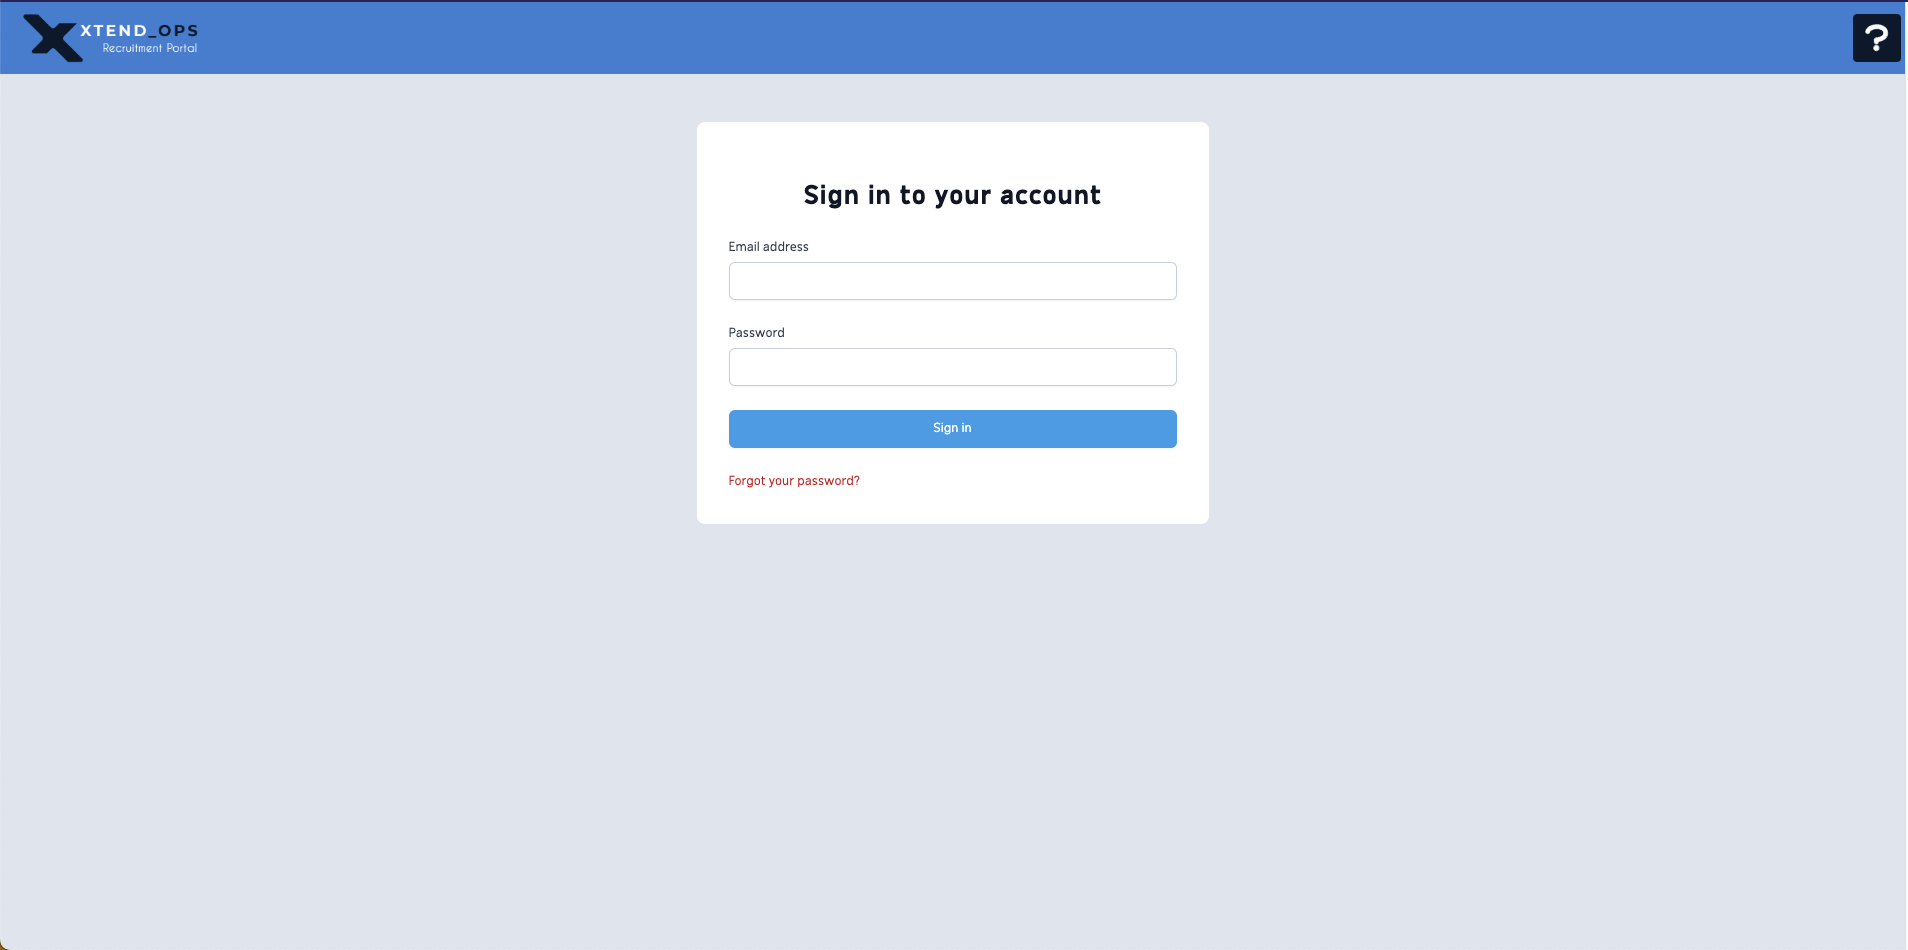 XTEND_OPS
Recruitment Portal
?
Sign in to your account
Email address
Password
Sign in
Forgot your password?